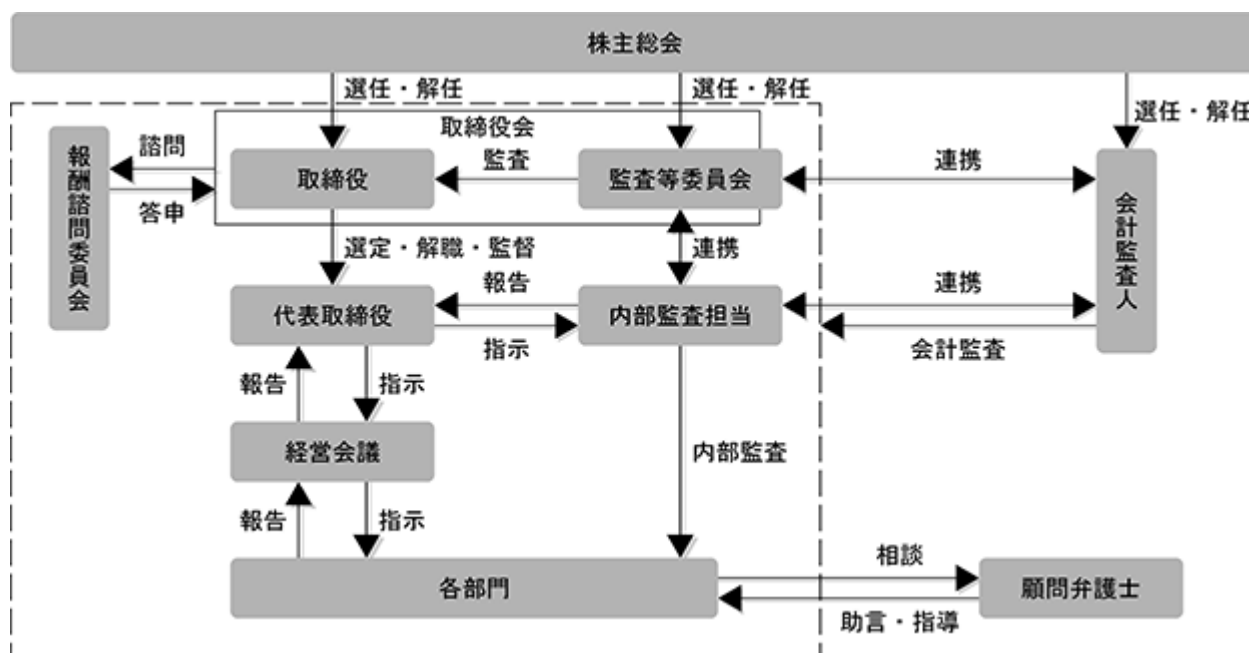 株主総会
選任・解任
選任・解任
選任・解任
取締役会
報酬諮問委員会
諮問
答申
取締役
監査
監査等委員会
連携
会計監査人
選定・解職・監督
連携
代表取締役
報告
指示
内部監査担当
連携
会計監査
報告
指示
経営会議
内部監査
報告
指示
各部門
相談
助言・指導
顧問弁護士